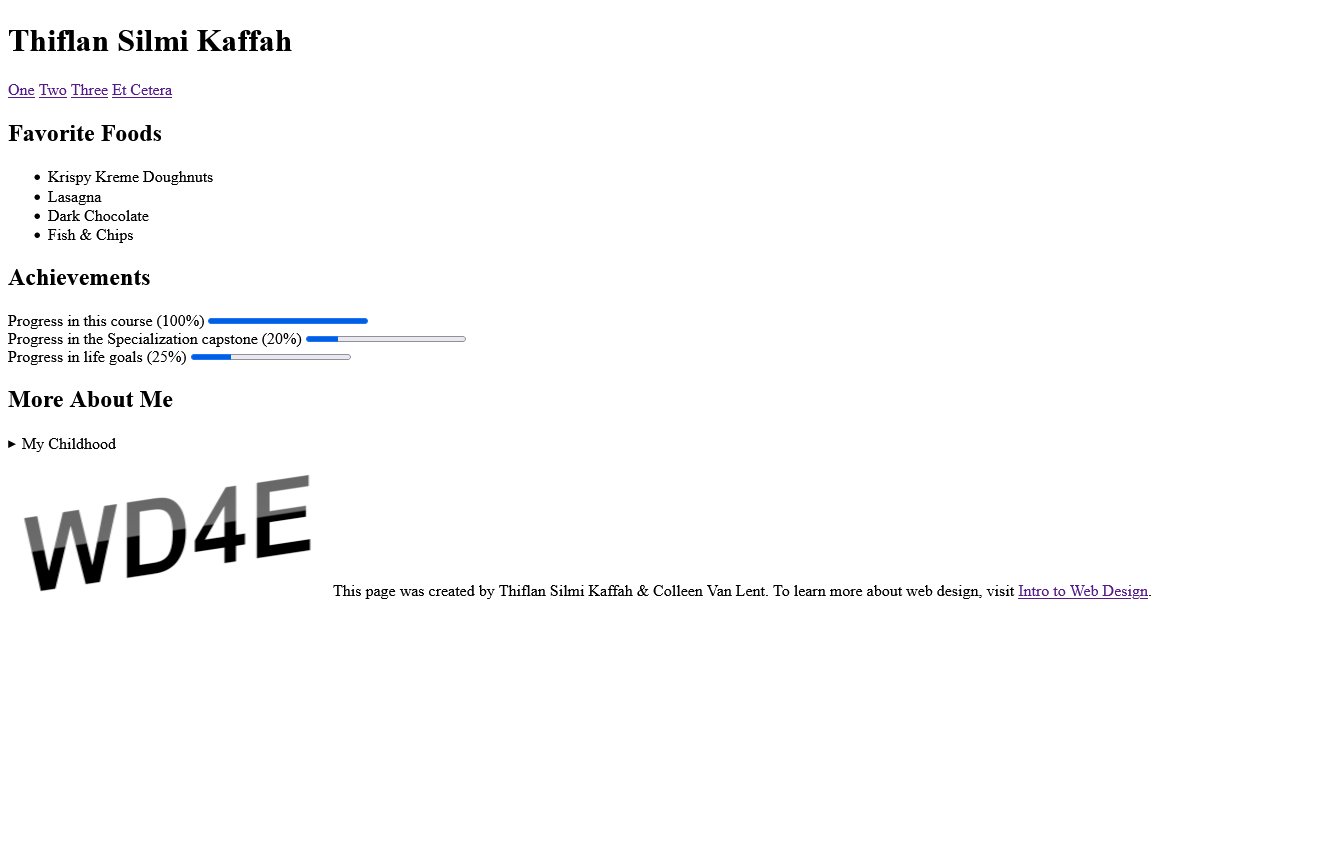 Thiflan Silmi Kaffah
One Two Three Et Cetera
Favorite Foods
Krispy Kreme Doughnuts
Lasagna
Dark Chocolate
Fish & Chips
Achievements
Progress in this course (100%)
Progress in the Specialization capstone (20%)
Progress in life goals (25%)
More About Me
My Childhood
WD4E
This page was created by Thiflan Silmi Kaffah & Colleen Van Lent. To learn more about web design, visit Intro to Web Design.